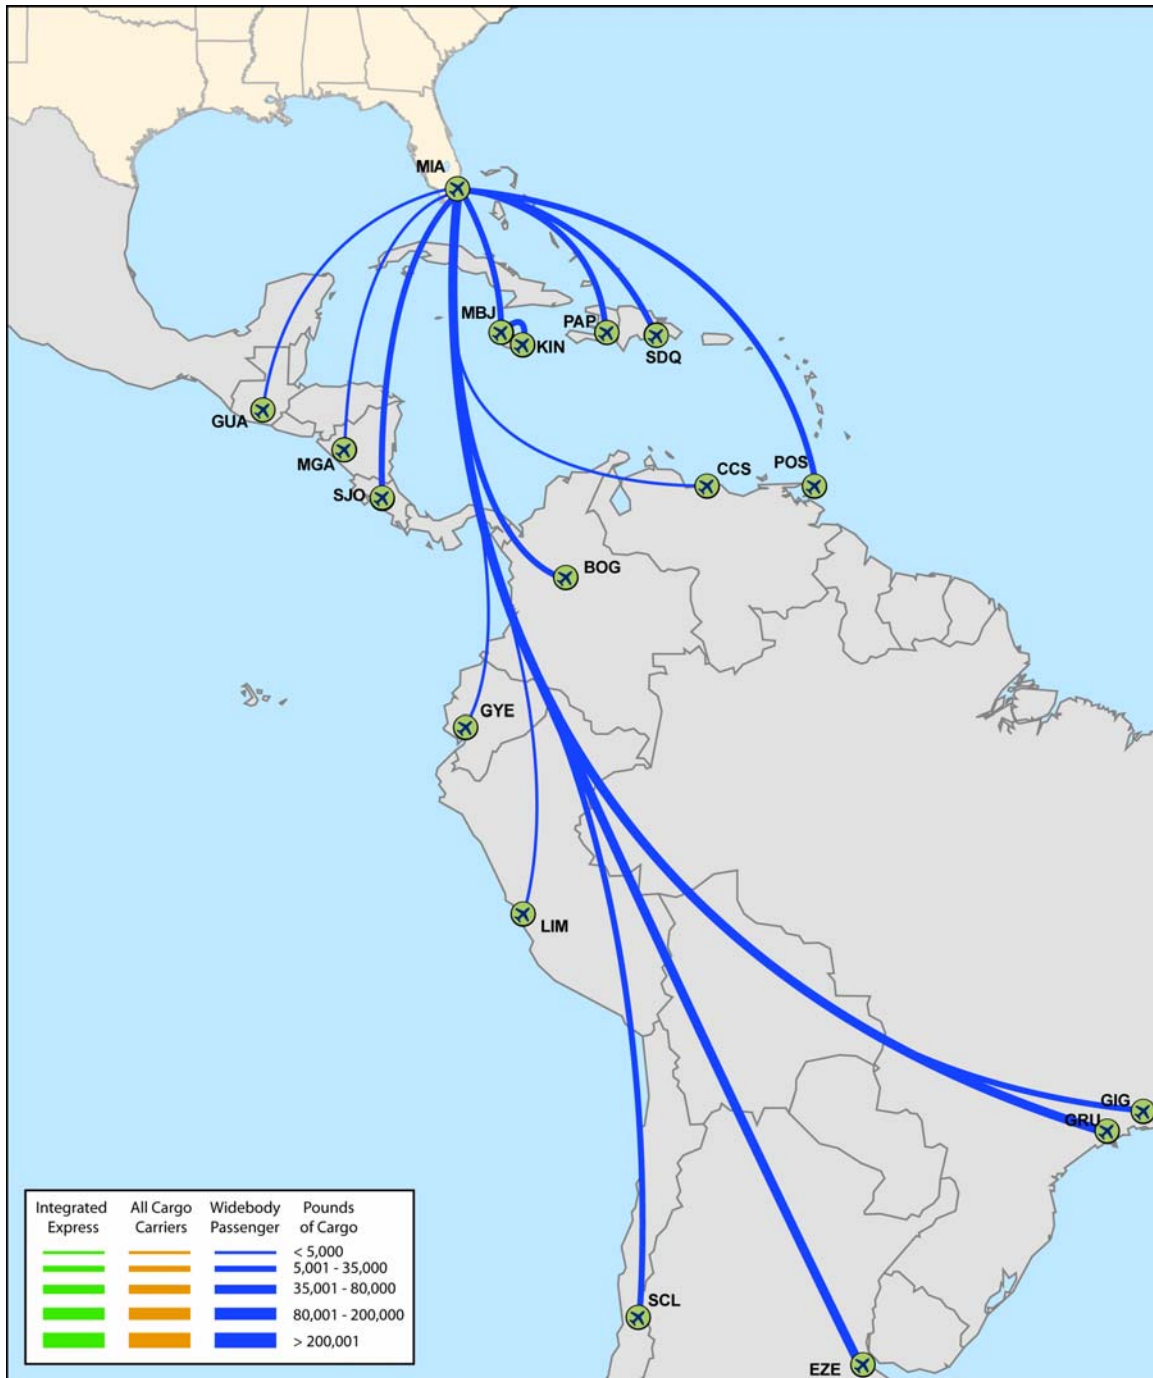 MIA
MBJ
KIN
PAP
SDQ
GUA
MGA
SJO
CCS
POS
BOG
GYE
LIM
GIG
GRU
SCL
EZE
Integrated Express
All Cargo Carriers
Widebody Passenger
Pounds of Cargo
< 5,000
5,001 - 35,000
35,001 - 80,000
80,001 - 200,000
> 200,001